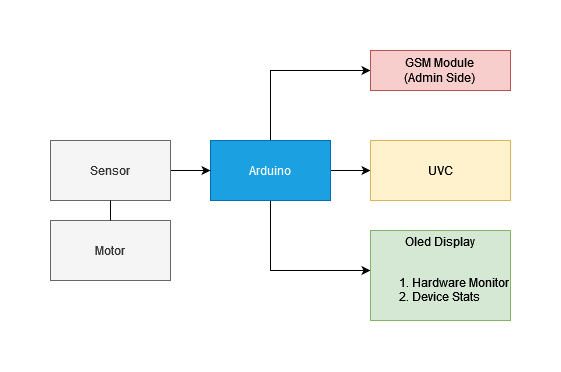 GSM Module
(Admin Side)
Sensor
Arduino
UVC
Motor
Oled Display
1. Hardware Monitor
2. Device Stats